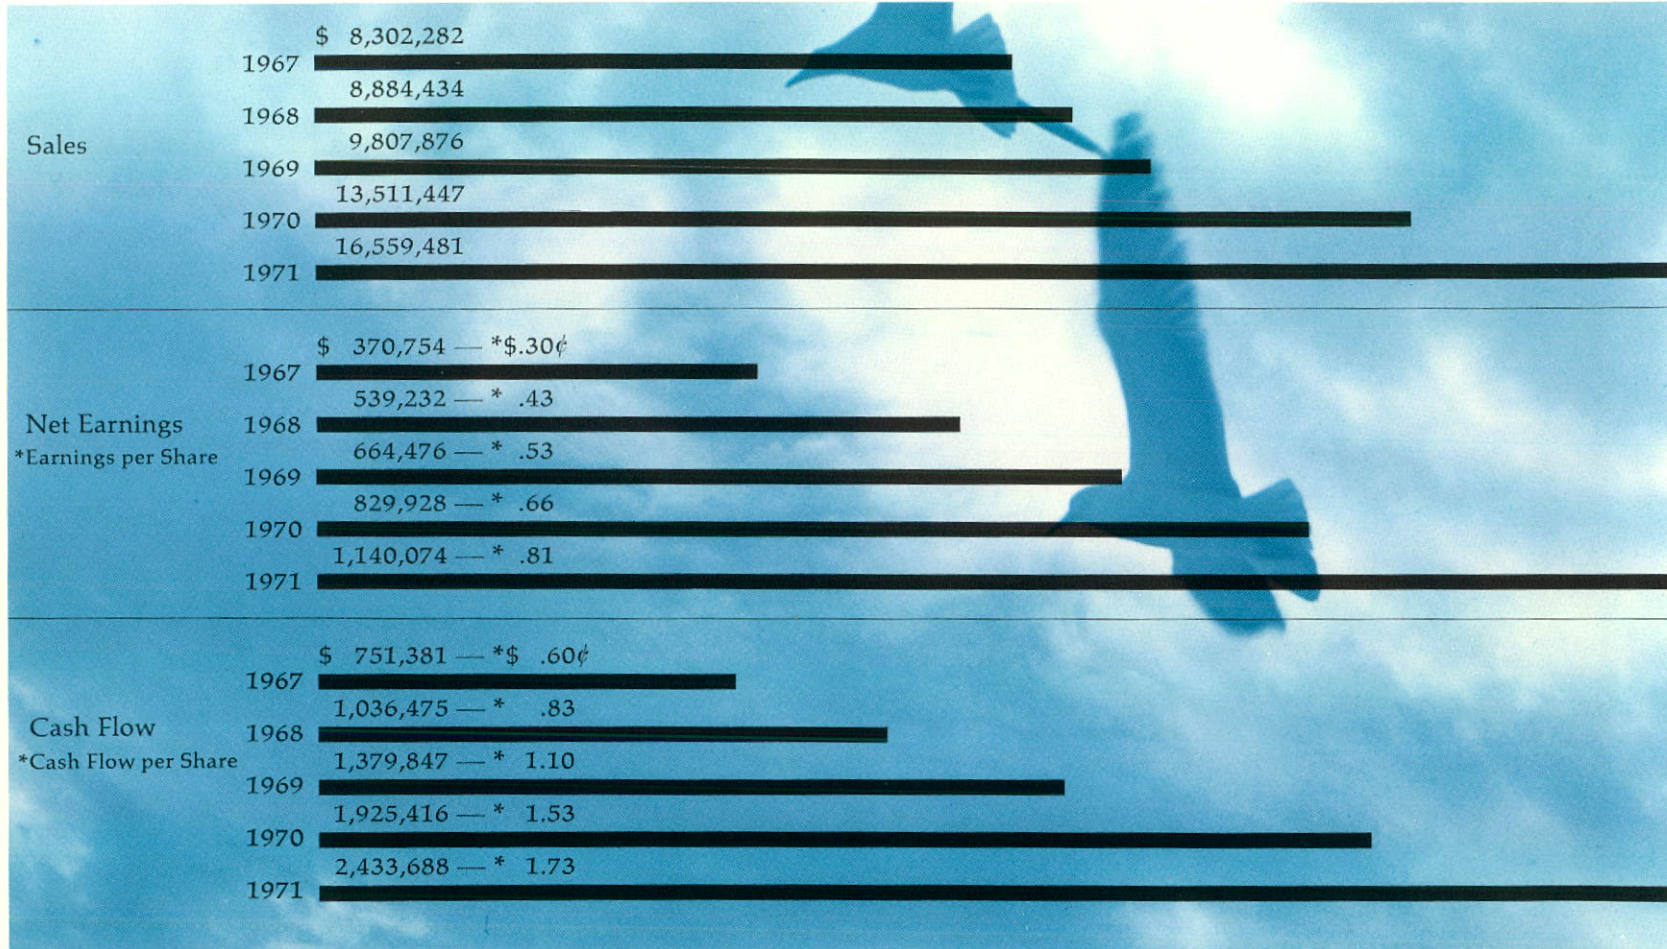 $ 8,302,282
1967
8,884,434
1968
Sales
9,807,876
1969
13,511,447
1970
16,559,481
1971
$ 370,754 — *$.30¢
1967
539,232 — * .43
Net Earnings 1968
*Earnings per Share
664,476 — * .53
1969
829,928 — * .66
1970
1,140,074 — * .81
1971
$ 751,381 — *$ .60¢
1967
1,036,475 — * .83
Cash Flow 1968
*Cash Flow per Share
1,379,847 — * 1.10
1969
1,925,416 — * 1.53
1970
2,433,688 — * 1.73
1971